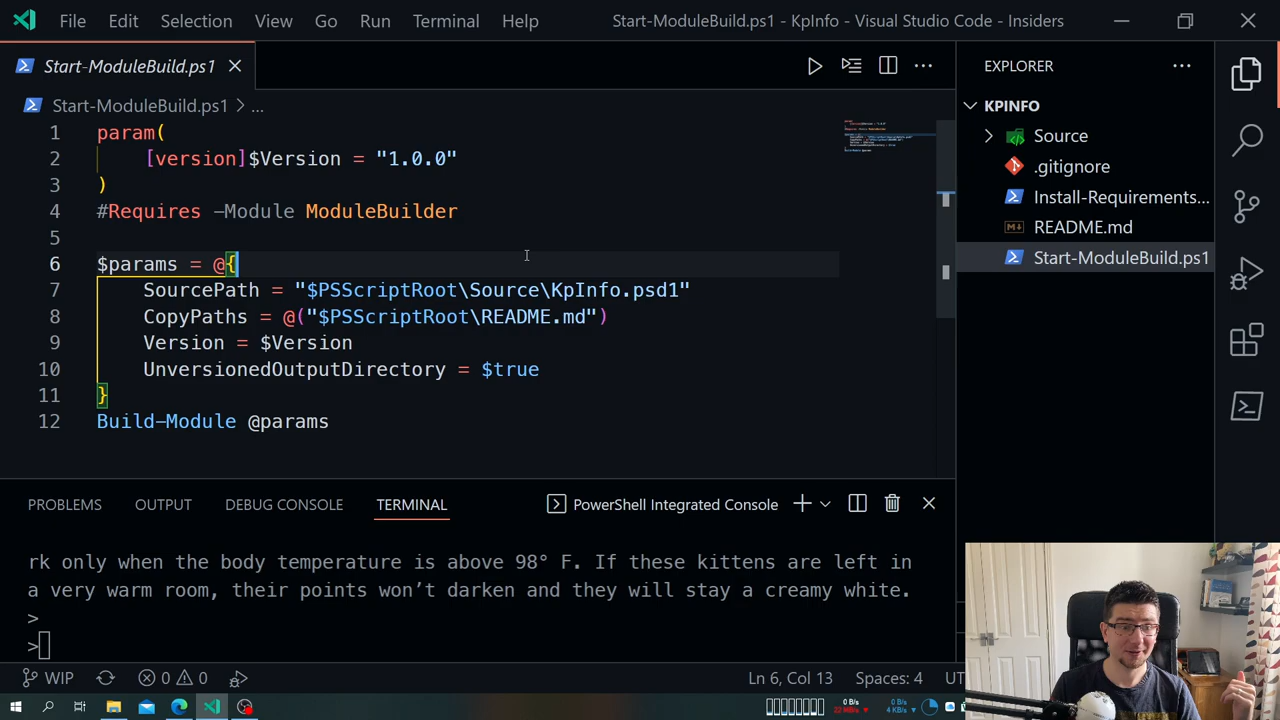 File Edit Selection View Go Run Terminal Help Start-ModuleBuild.ps1 - KpInfo - Visual Studio Code - Insiders
Start-ModuleBuild.ps1
Start-ModuleBuild.ps1 > ...
1 param(
2 [version]$Version = "1.0.0"
3 )
4 #Requires -Module ModuleBuilder
5
6 $params = @{
7 SourcePath = "$PSScriptRoot\Source\KpInfo.psd1"
8 CopyPaths = @("$PSScriptRoot\README.md")
9 Version = $Version
10 UnversionedOutputDirectory = $true
11 }
12 Build-Module @params
EXPLORER
KPINFO
Source
.gitignore
Install-Requirements...
README.md
Start-ModuleBuild.ps1
PROBLEMS OUTPUT DEBUG CONSOLE TERMINAL PowerShell Integrated Console
rk only when the body temperature is above 98° F. If these kittens are left in
a very warm room, their points won’t darken and they will stay a creamy white.
>
>
WIP 0 0 Ln 6, Col 13 Spaces: 4 UT
0 B/s 0 B/s